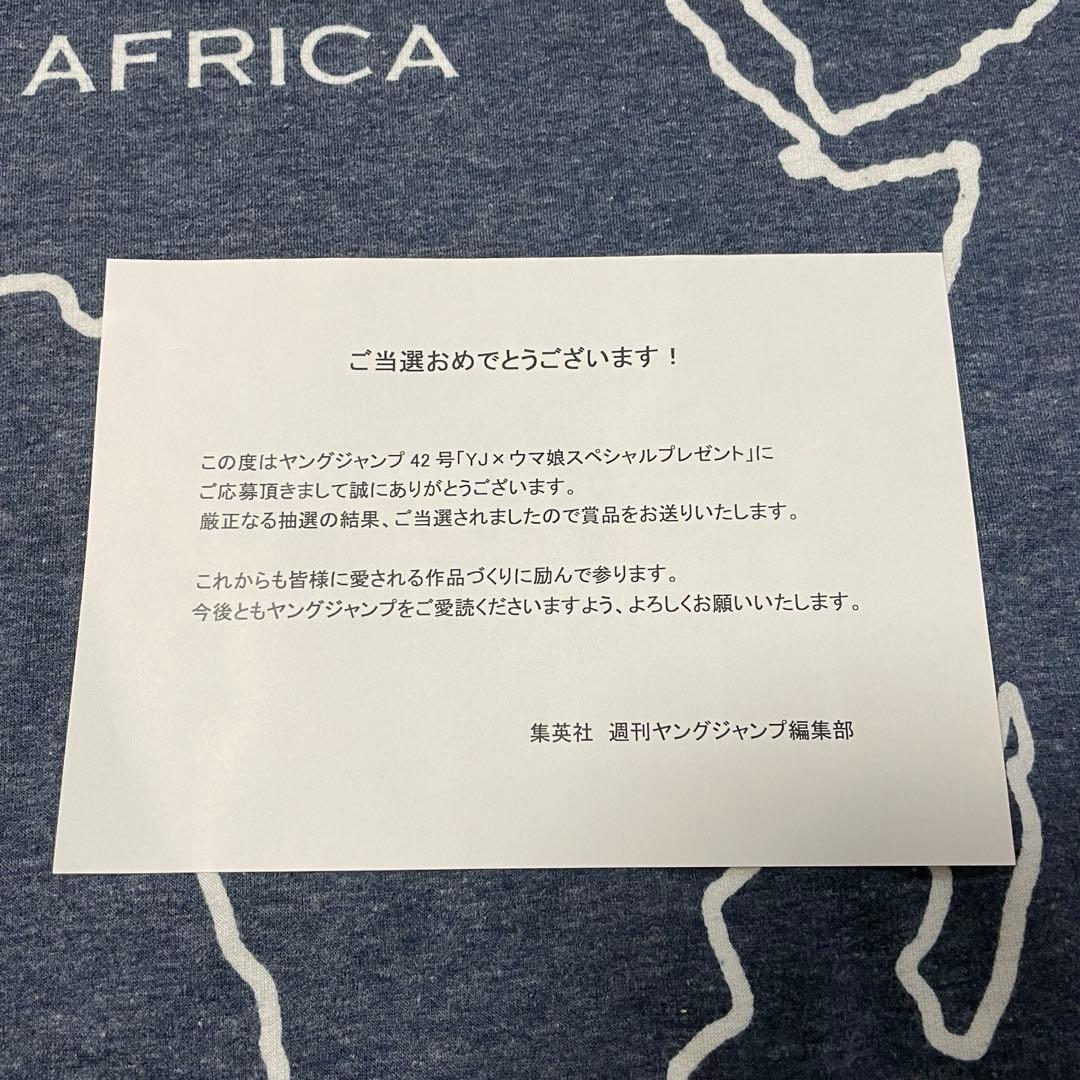 AFRICA
ご当選おめでとうございます！
この度はヤングジャンプ 42 号｢YJ×ウマ娘スペシャルプレゼント｣に
ご応募頂きまして誠にありがとうございます。
厳正なる抽選の結果、ご当選されましたので賞品をお送りいたします。
これからも皆様に愛される作品づくりに励んで参ります。
今後ともヤングジャンプをご愛読くださいますよう、よろしくお願いいたします。
集英社　週刊ヤングジャンプ編集部